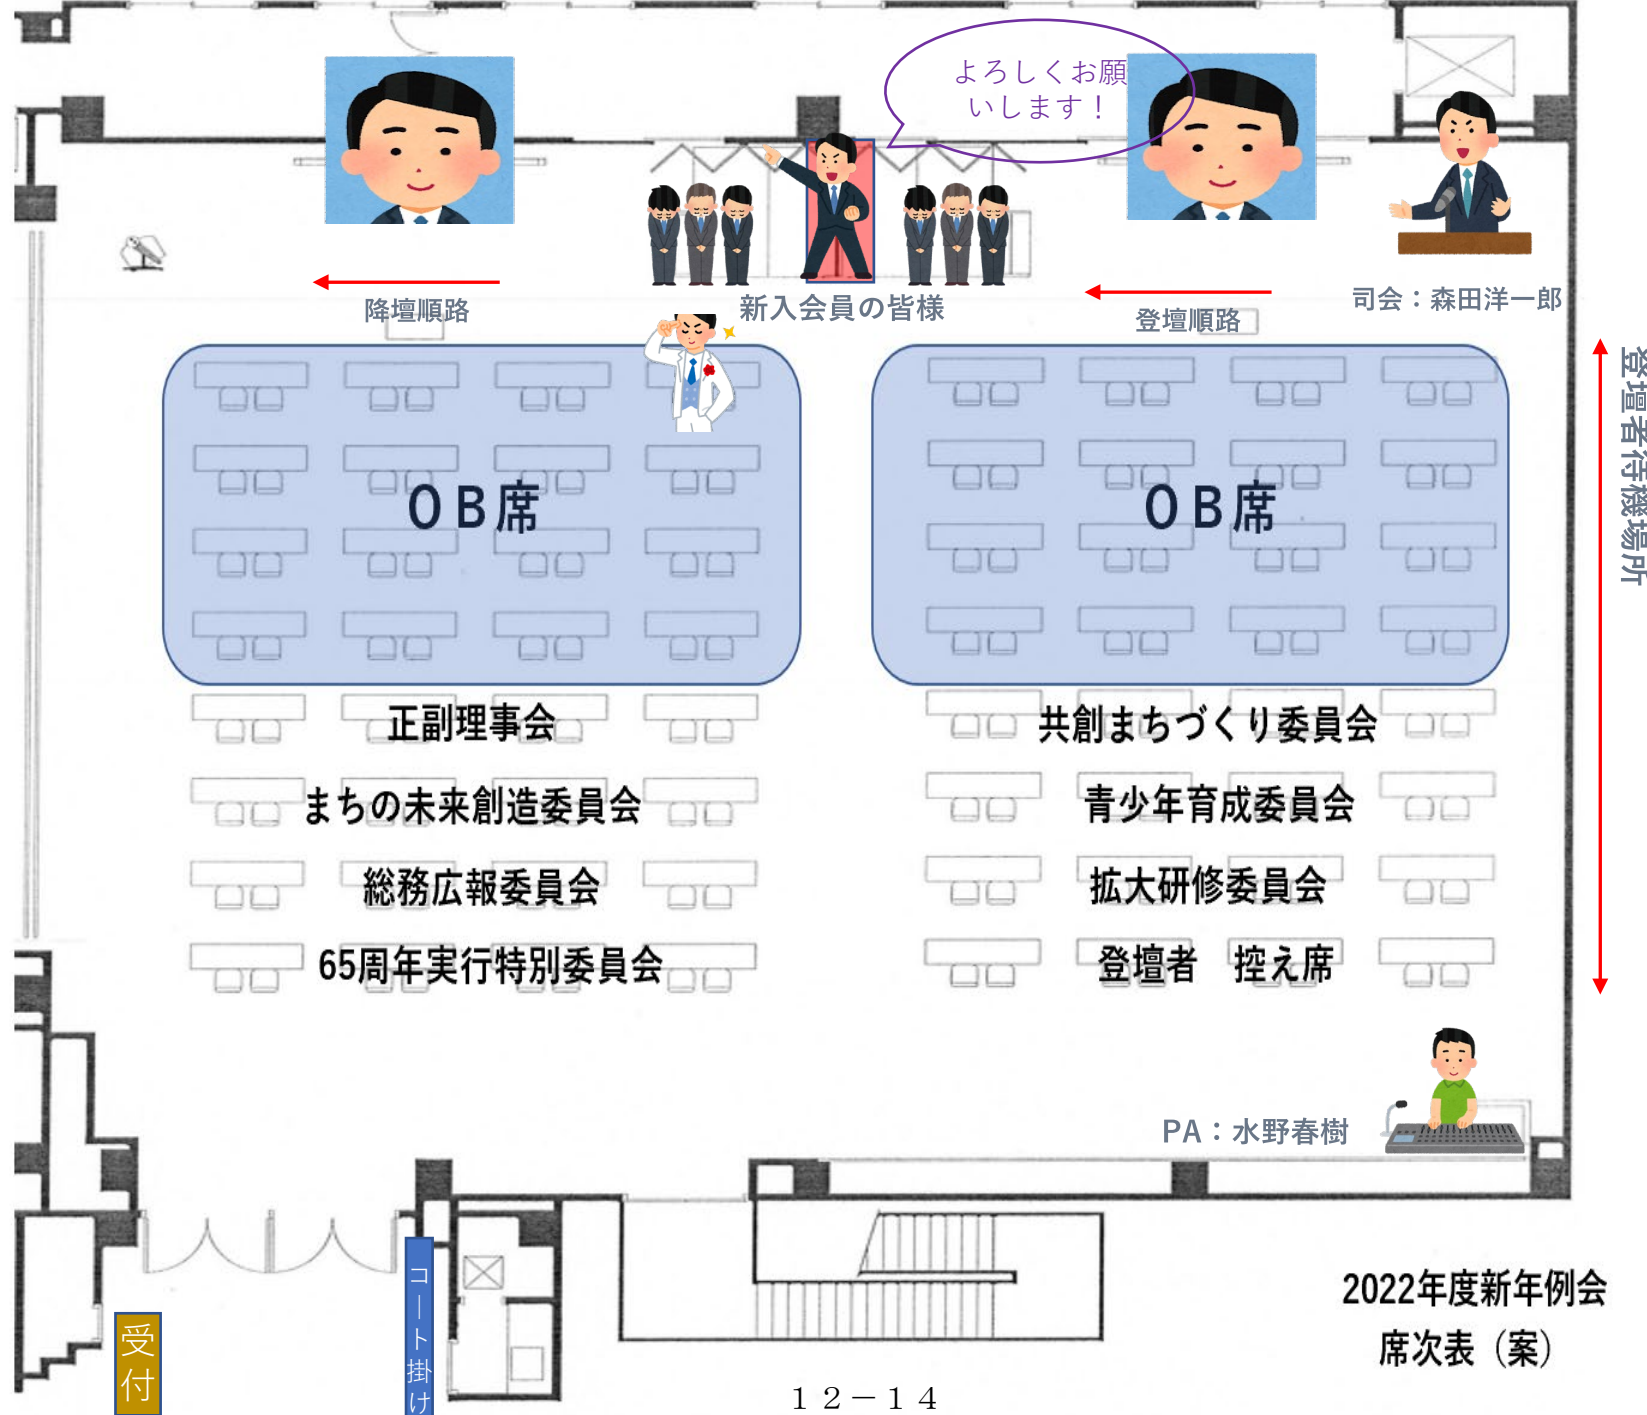 よろしくお願
いします！
司会：森田洋一郎
新入会員の皆様
降壇順路
登壇順路
登壇者待機場所
ＯＢ席
ＯＢ席
正副理事会
共創まちづくり委員会
まちの未来創造委員会
青少年育成委員会
総務広報委員会
拡大研修委員会
65周年実行特別委員会
登壇者　控え席
PA：水野春樹
コート掛け
受付
2022年度新年例会
席次表（案）
１２－１４